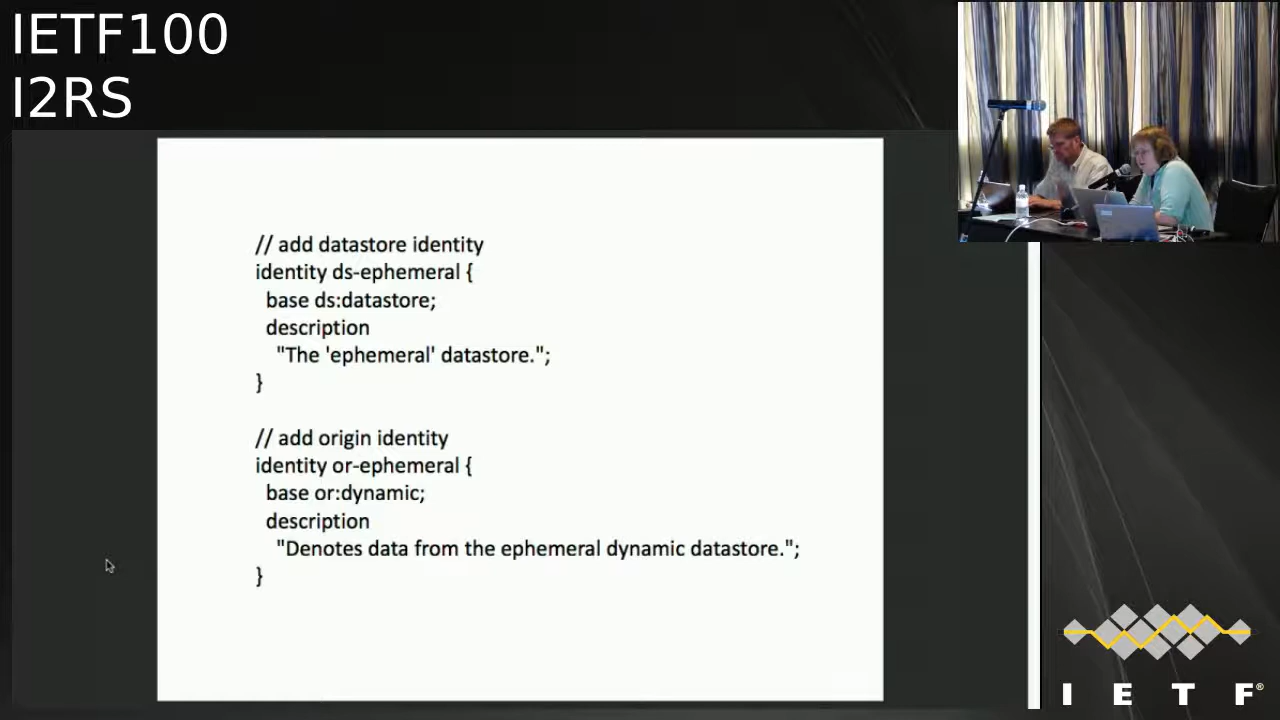 IETF100
I2RS
// add datastore identity
identity ds-ephemeral {
base ds:datastore;
description
"The 'ephemeral' datastore.";
}
// add origin identity
identity or-ephemeral {
base or:dynamic;
description
"Denotes data from the ephemeral dynamic datastore.";
}
I E T F®